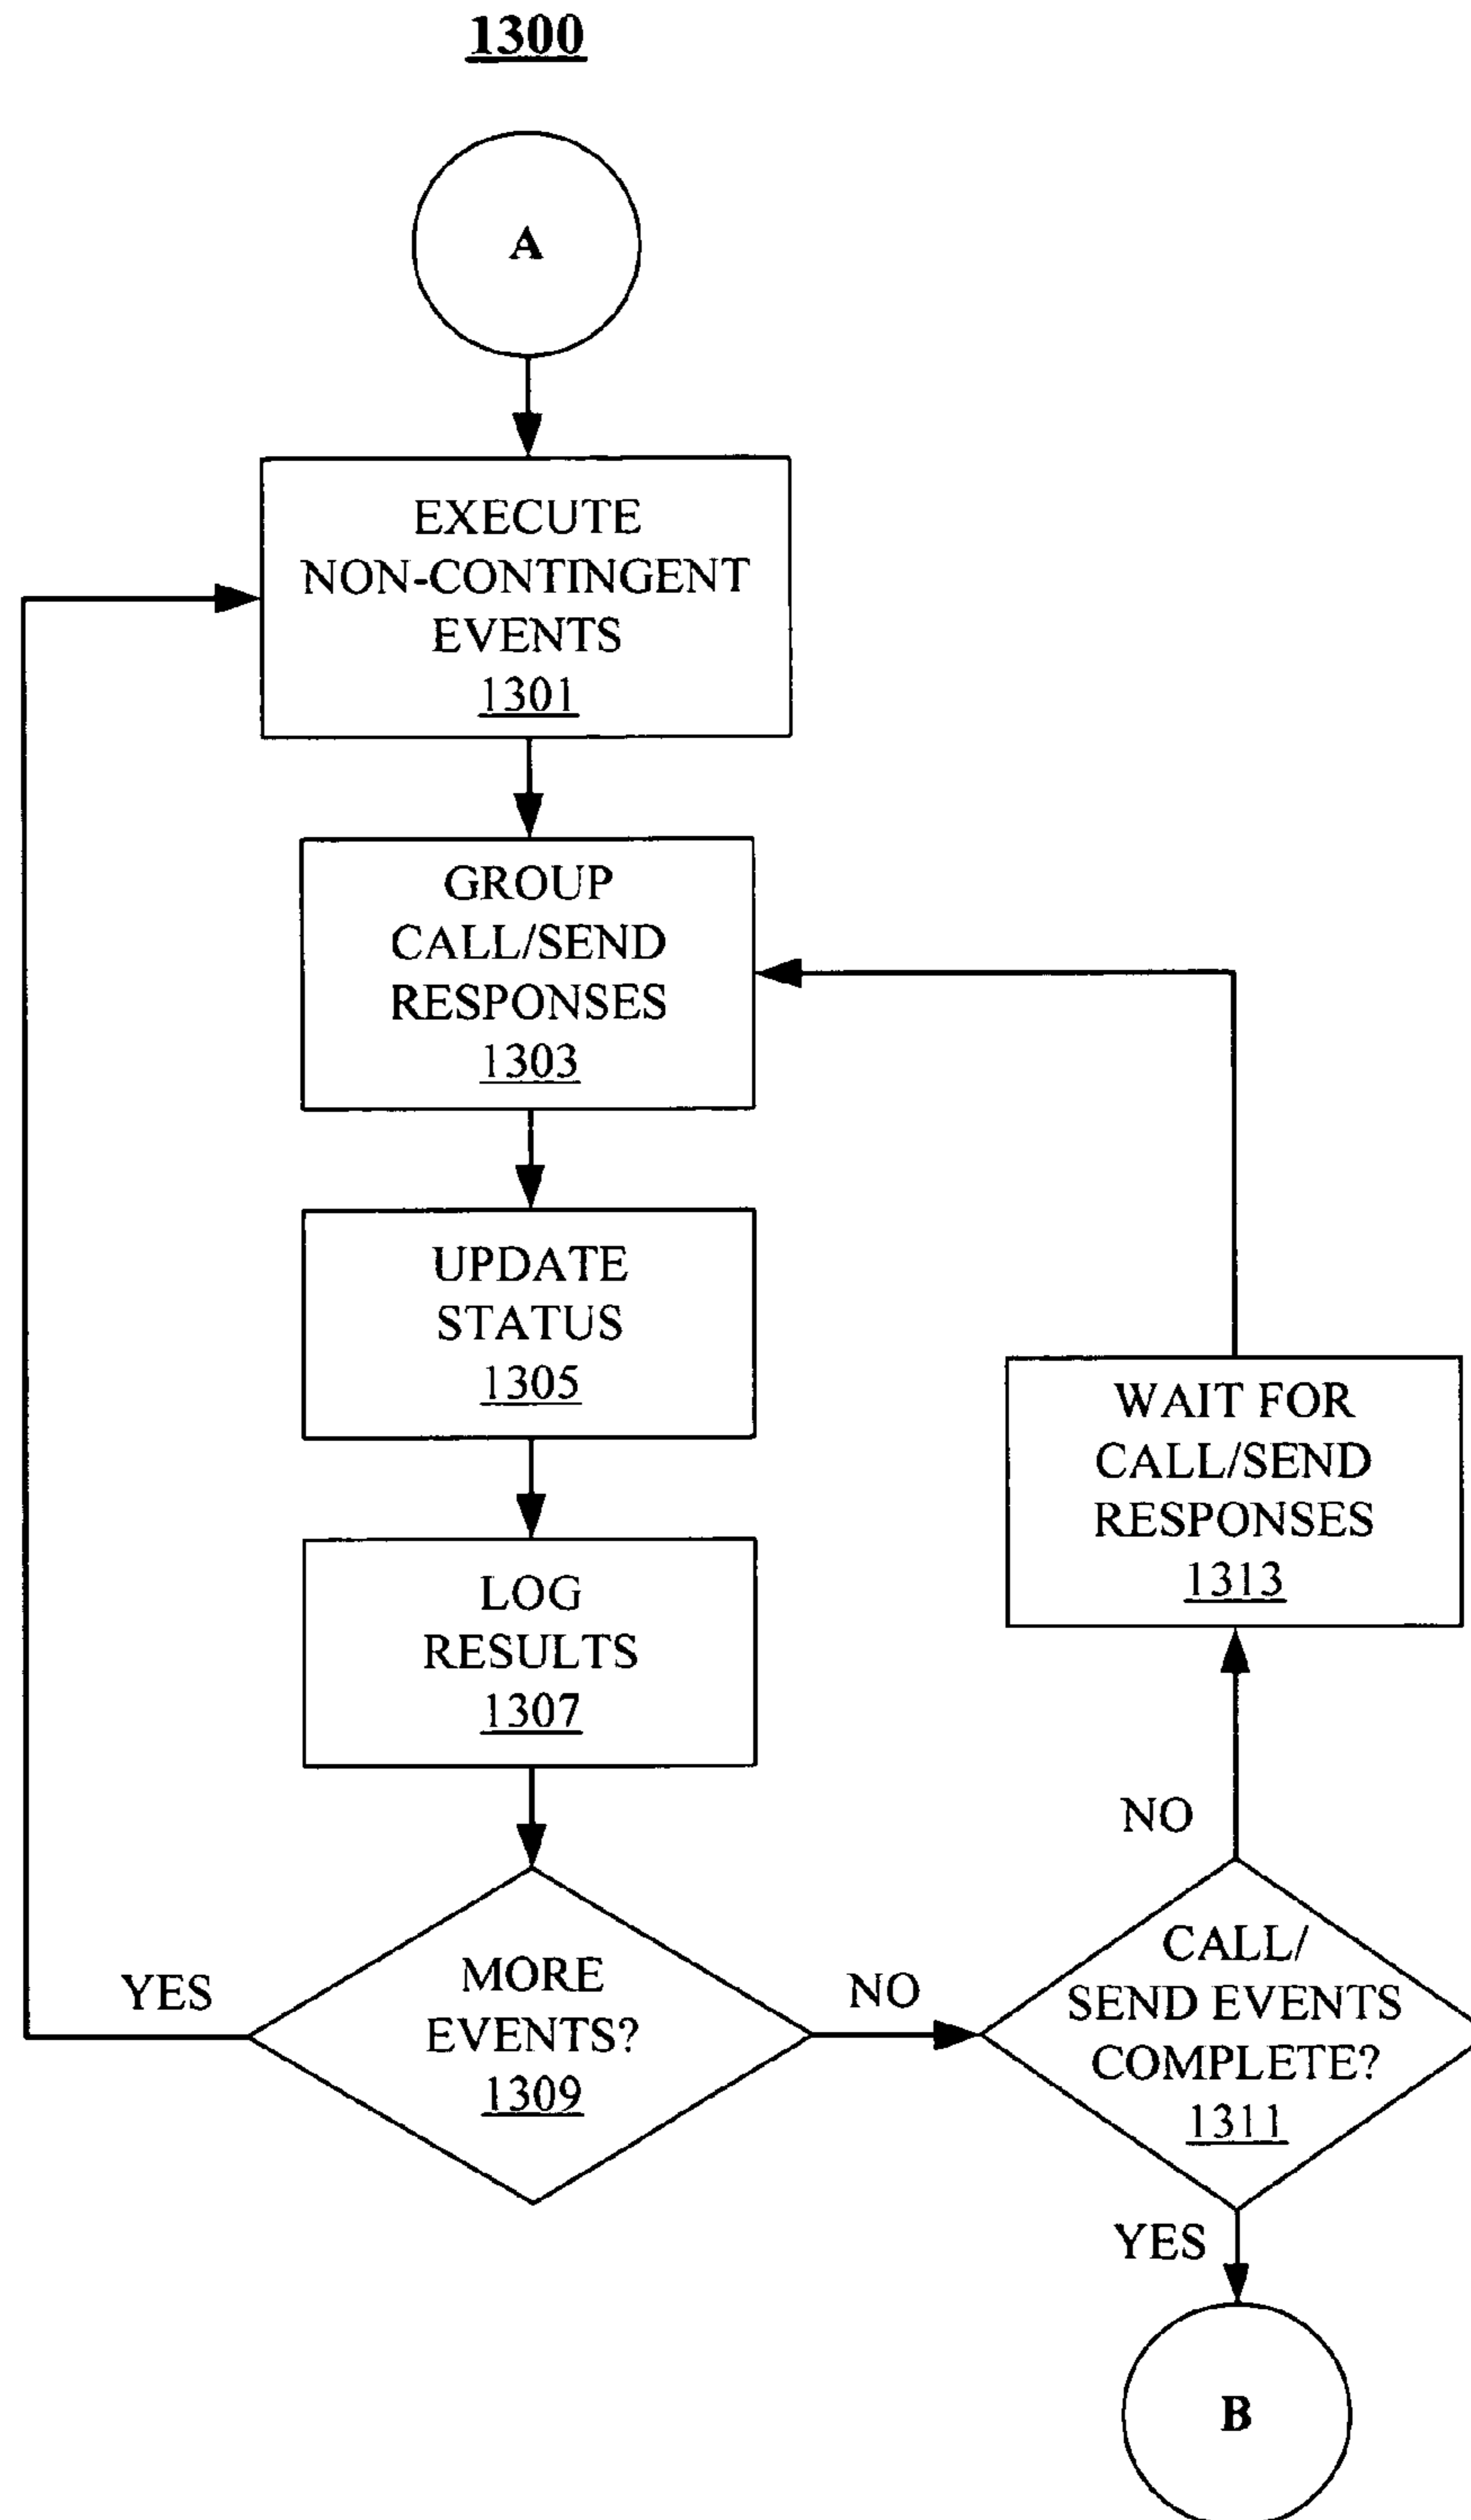 1300
A
EXECUTE
NON-CONTINGENT
EVENTS
1301
GROUP
CALL/SEND
RESPONSES
1303
UPDATE
STATUS
1305
LOG
RESULTS
1307
MORE
EVENTS?
1309
YES
NO
WAIT FOR
CALL/SEND
RESPONSES
1313
NO
CALL/
SEND EVENTS
COMPLETE?
1311
YES
B